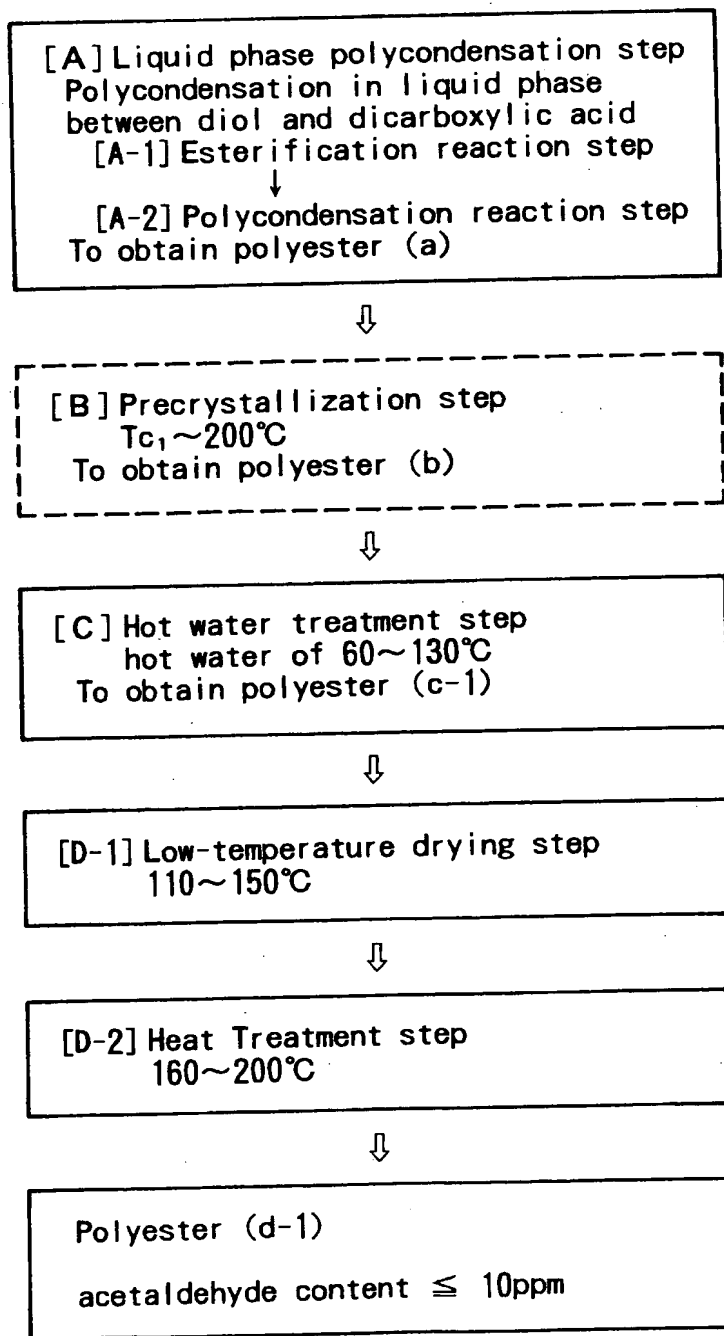 [A] Liquid phase polycondensation step
Polycondensation in liquid phase
between diol and dicarboxylic acid
[A-1] Esterification reaction step
↓
[A-2] Polycondensation reaction step
To obtain polyester (a)
⇩
[B] Precrystallization step
Tc₁～200℃
To obtain polyester (b)
⇩
[C] Hot water treatment step
hot water of 60～130℃
To obtain polyester (c-1)
⇩
[D-1] Low-temperature drying step
110～150℃
⇩
[D-2] Heat Treatment step
160～200℃
⇩
Polyester (d-1)
acetaldehyde content ≦ 10ppm